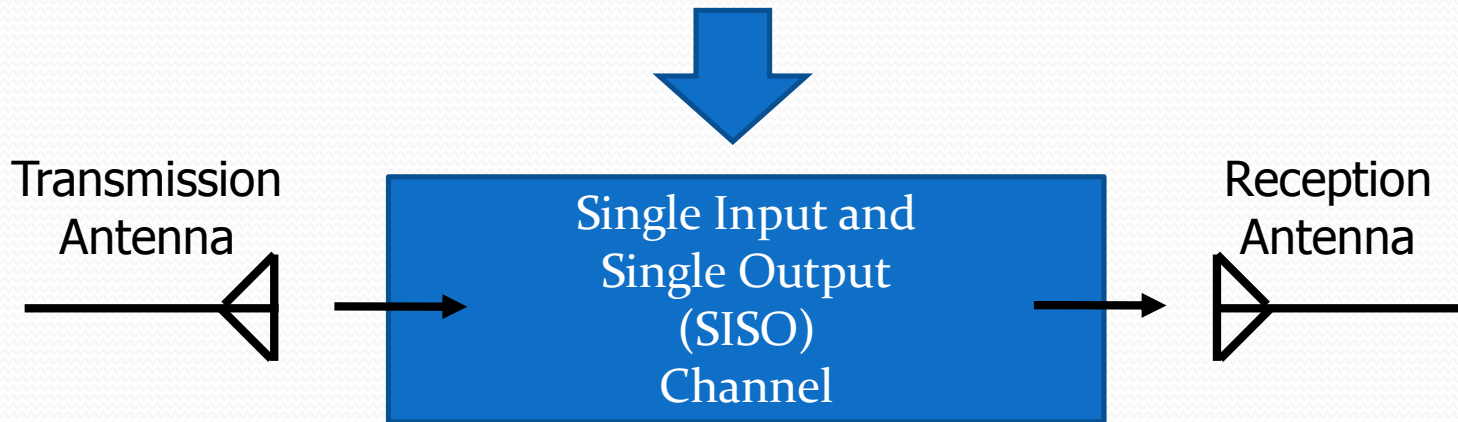 Transmission
Antenna
Single Input and
Single Output
(SISO)
Channel
Reception
Antenna